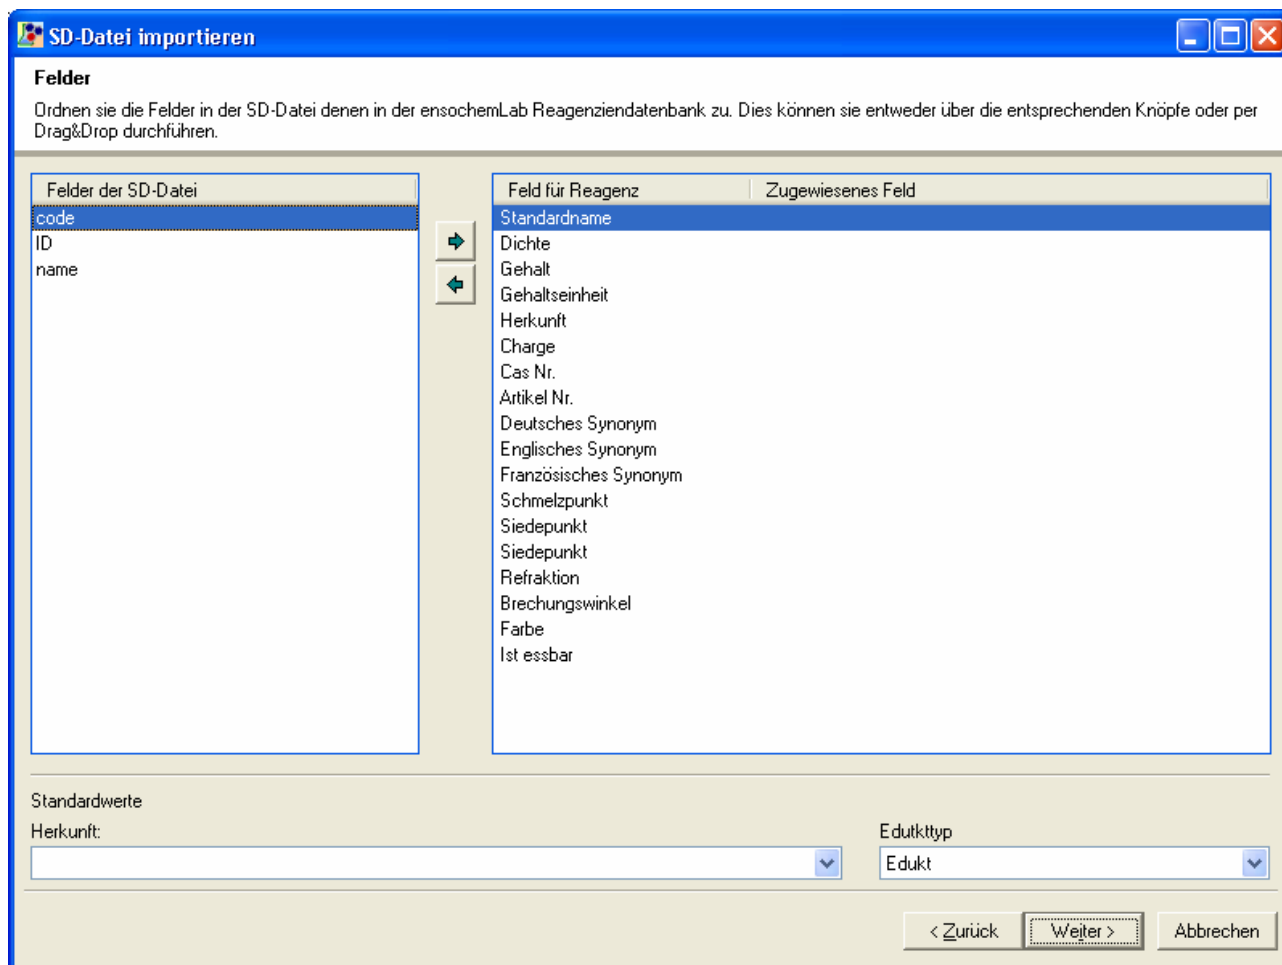 SD-Datei importieren
Felder
Ordnen sie die Felder in der SD-Datei denen in der ensochemLab Reagenziendatenbank zu. Dies können sie entweder über die entsprechenden Knöpfe oder per
Drag&Drop durchführen.
Felder der SD-Datei
code
ID
name
Feld für Reagenz Zugewiesenes Feld
Standardname
Dichte
Gehalt
Gehaltseinheit
Herkunft
Charge
Cas Nr.
Artikel Nr.
Deutsches Synonym
Englisches Synonym
Französisches Synonym
Schmelzpunkt
Siedepunkt
Siedepunkt
Refraktion
Brechungswinkel
Farbe
Ist essbar
Standardwerte
Herkunft:
Edutkttyp
Edukt
< Zurück Weiter > Abbrechen